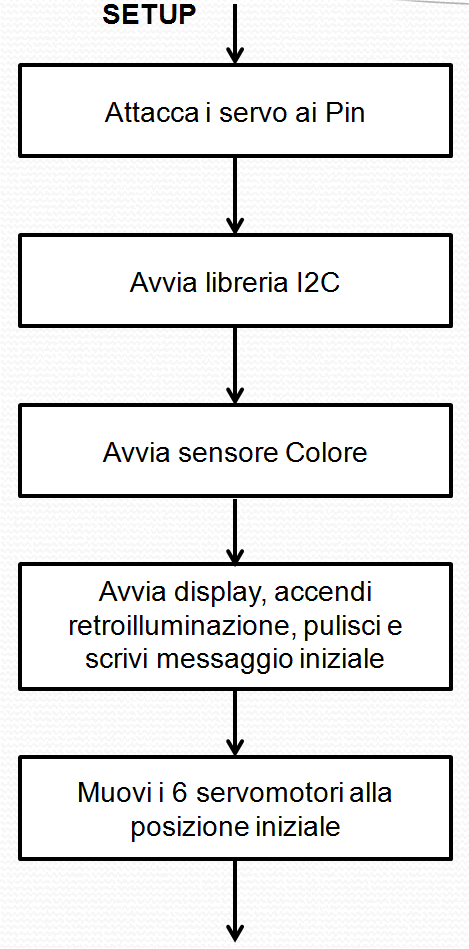 SETUP
Attacca i servo ai Pin
Avvia libreria I2C
Avvia sensore Colore
Avvia display, accendi
retroilluminazione, pulisci e
scrivi messaggio iniziale
Muovi i 6 servomotori alla
posizione iniziale